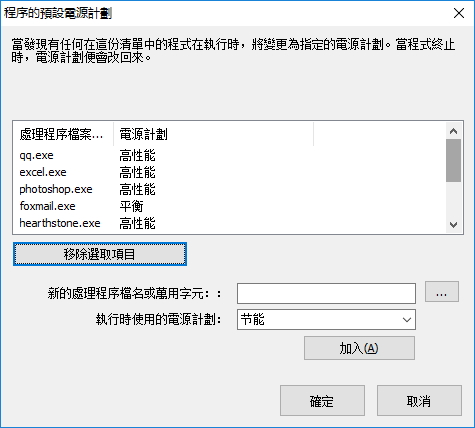 程序的預設電源計劃
當發現有任何在這份清單中的程式在執行時，將變更為指定的電源計劃。當程式終止
時，電源計劃便會改回來。
處理程序檔案... 電源計劃
qq.exe 高性能
excel.exe 高性能
photoshop.exe 高性能
foxmail.exe 平衡
hearthstone.exe 高性能
移除選取項目
新的處理程序檔名或萬用字元：: ...
執行時使用的電源計劃： 节能
加入(A)
確定 取消